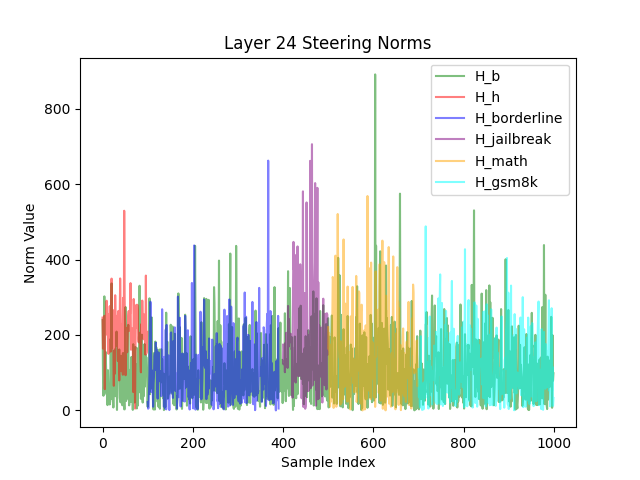 Layer 24 Steering Norms
H_b
H_h
H_borderline
H_jailbreak
H_math
H_gsm8k
Norm Value
800
600
400
200
0
0 200 400 600 800 1000
Sample Index